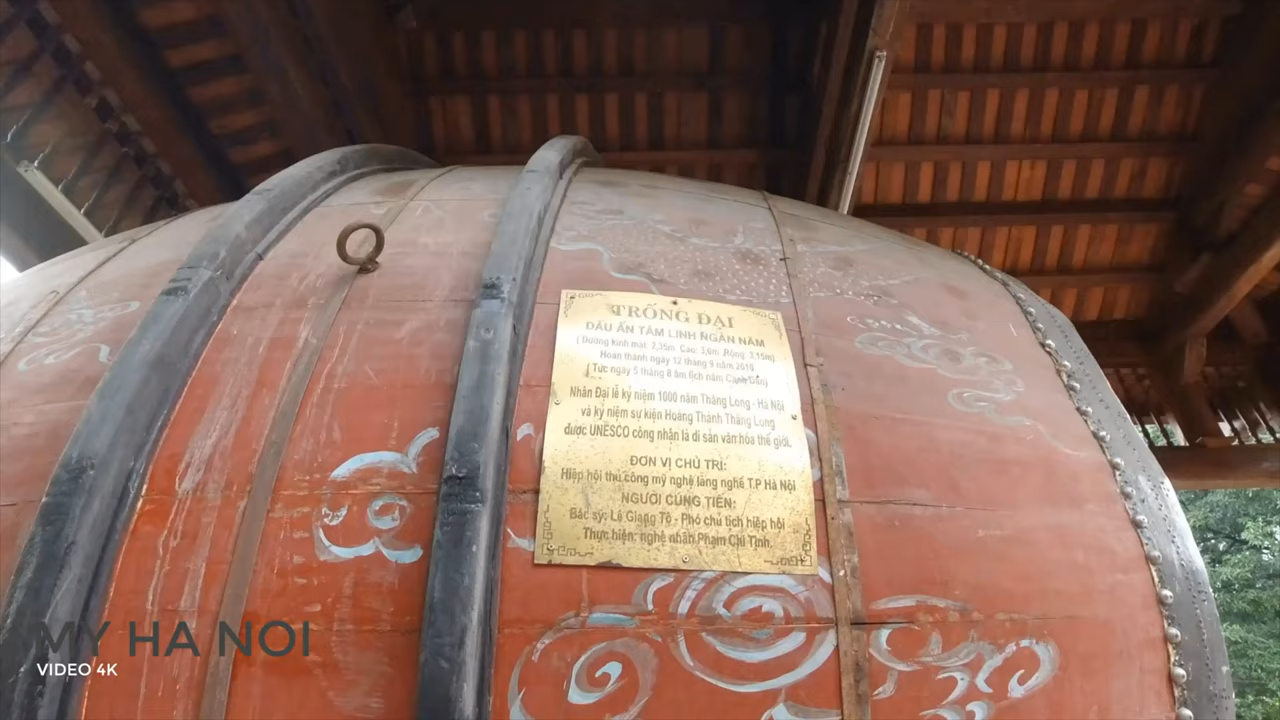 TRỐNG ĐẠI
DẤU ẤN TÂM LINH NGÀN NĂM
( Đường kính mặt: 2,35m Cao: 3,0m Rộng: 3,15m)
Hoàn thành ngày 12 tháng 9 năm 2010
( Tức ngày 5 tháng 8 âm lịch năm Canh Dần)
Nhân Đại lễ kỷ niệm 1000 năm Thăng Long - Hà Nội
và kỷ niệm sự kiện Hoàng Thành Thăng Long
được UNESCO công nhận là di sản văn hóa thế giới.
ĐƠN VỊ CHỦ TRÌ:
Hiệp hội thủ công mỹ nghệ làng nghề T.P Hà Nội
NGƯỜI CUNG TIẾN:
Bác sỹ: Lê Giang Tô - Phó chủ tịch hiệp hội
Thực hiện: nghệ nhân Phạm Chí Tịnh.
MY HA NOI
VIDEO 4K